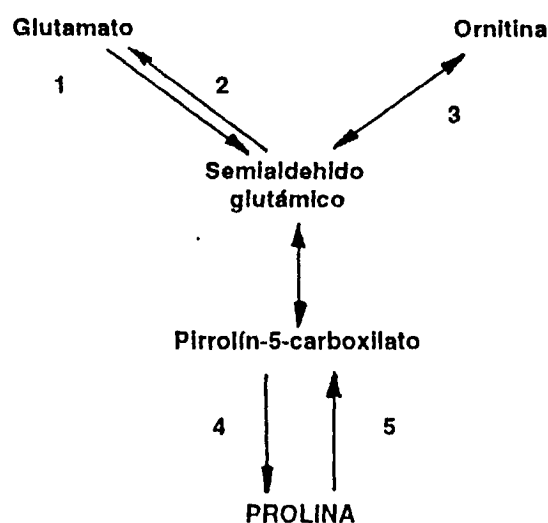 Glutamato
Ornitina
1
2
3
Semialdehido
glutámico
Pirrolín-5-carboxilato
4
5
PROLINA